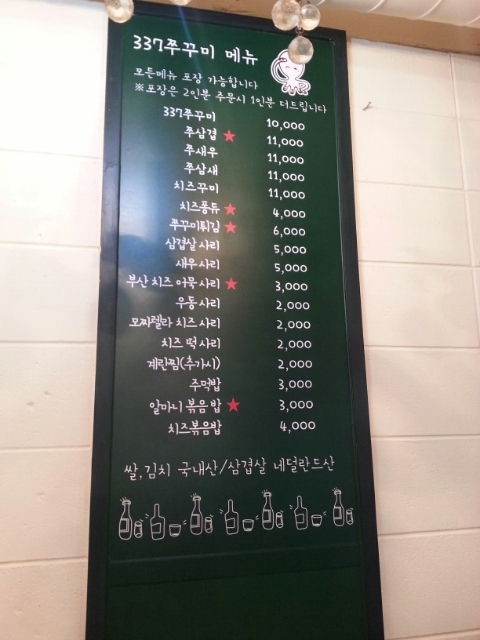 337쭈꾸미 메뉴
모든메뉴 포장 가능합니다
※포장은 2인분 주문시 1인분 더드립니다
337쭈꾸미 10,000
쭈삼겹 ★ 11,000
쭈새우 11,000
쭈삼새 11,000
치즈꾸미 11,000
치즈퐁듀 ★ 4,000
쭈꾸미튀김 ★ 6,000
삼겹살 사리 5,000
새우 사리 5,000
부산 치즈 어묵 사리 ★ 3,000
우동 사리 2,000
모짜렐라 치즈 사리 2,000
치즈 떡 사리 2,000
계란찜(추가시) 2,000
주먹밥 3,000
알마니 볶음밥 ★ 3,000
치즈볶음밥 4,000
쌀,김치 국내산/삼겹살 네덜란드산